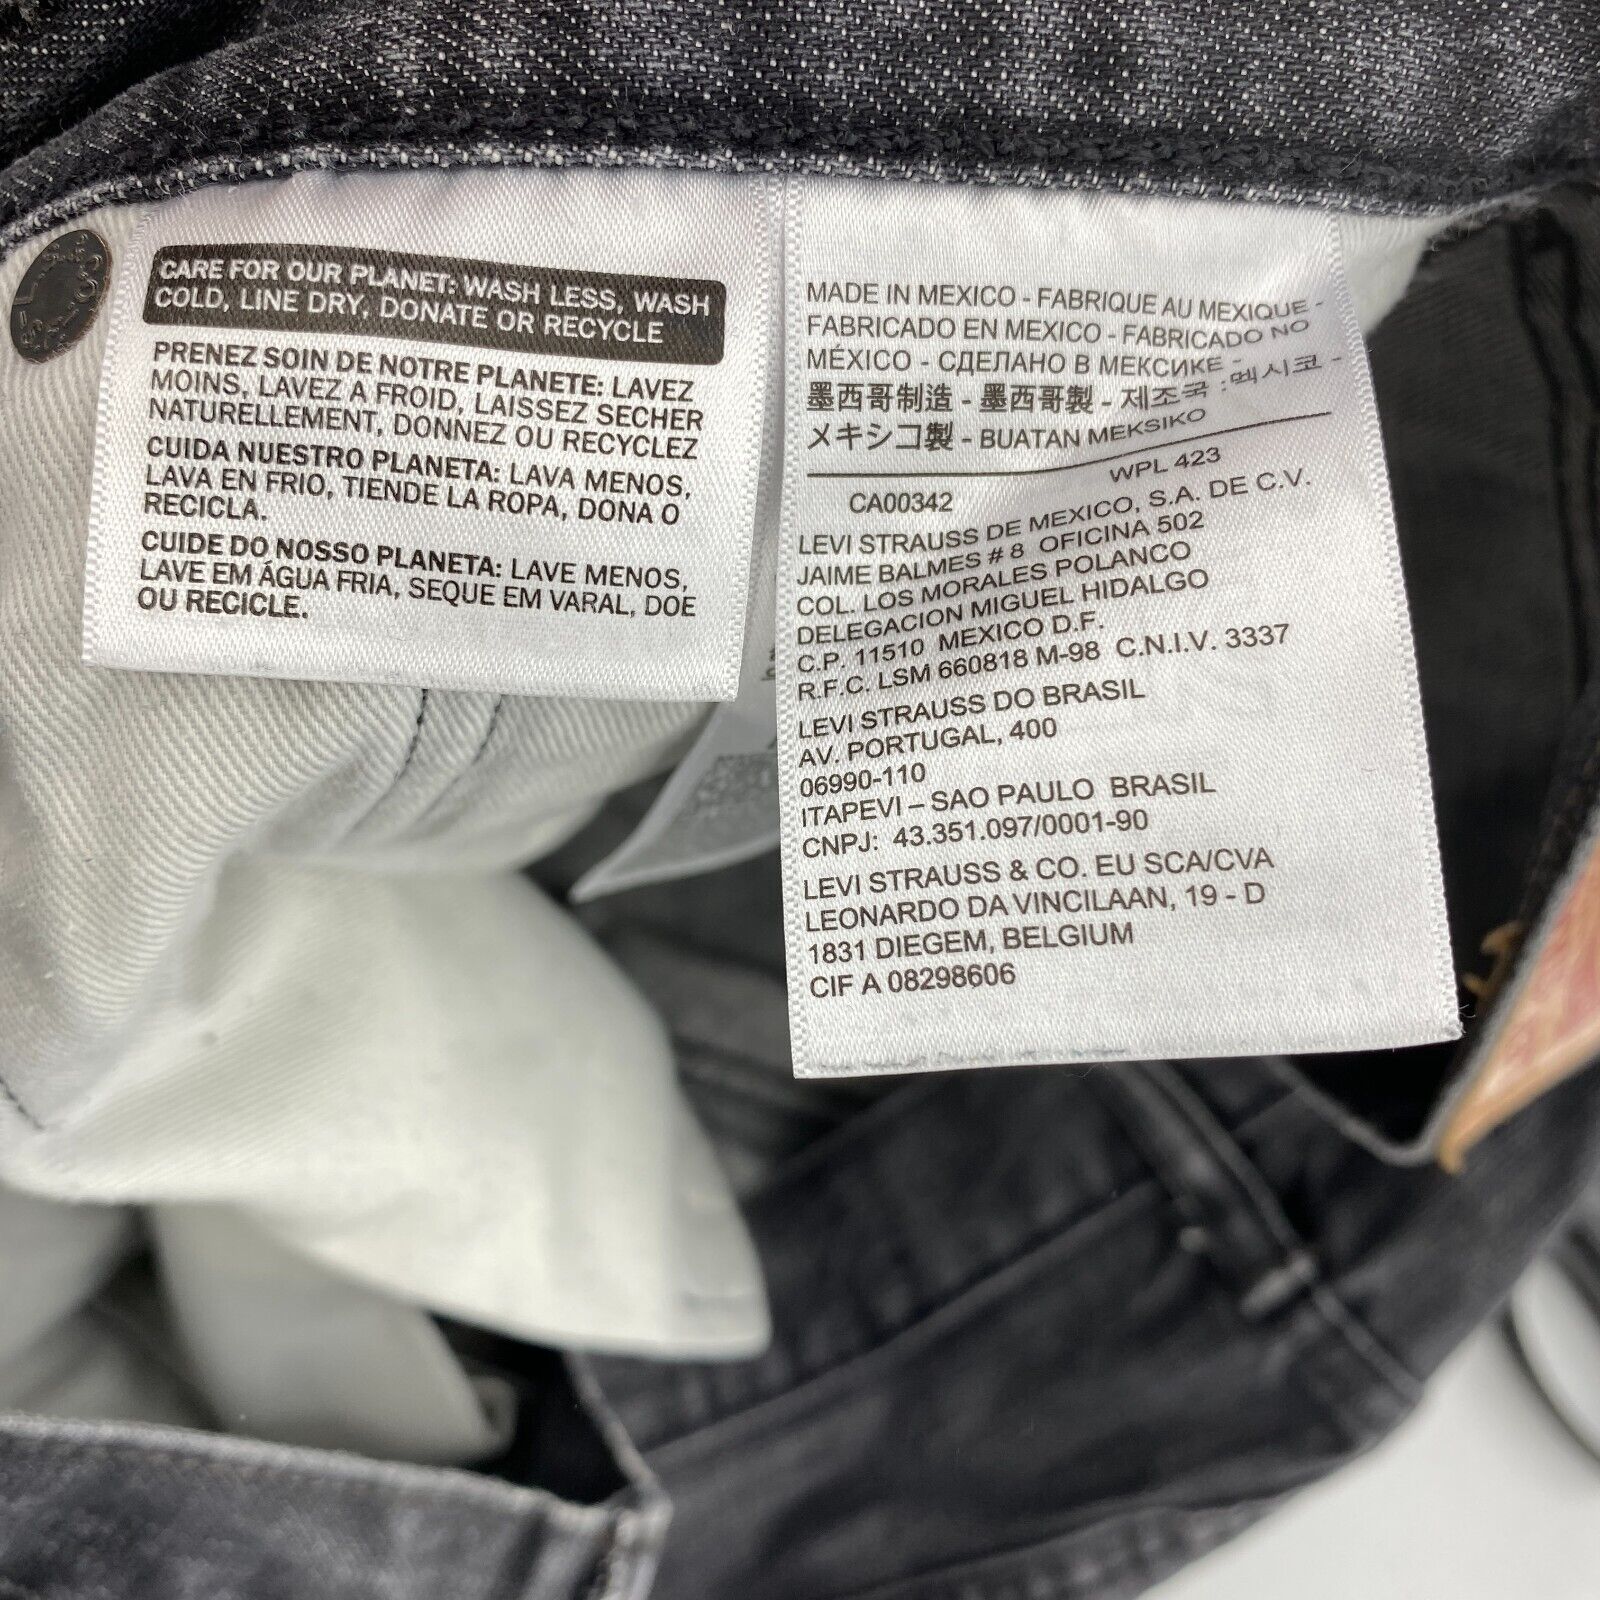 CARE FOR OUR PLANET: WASH LESS, WASH
COLD, LINE DRY, DONATE OR RECYCLE
PRENEZ SOIN DE NOTRE PLANETE: LAVEZ
MOINS, LAVEZ A FROID, LAISSEZ SECHER
NATURELLEMENT, DONNEZ OU RECYCLEZ
CUIDA NUESTRO PLANETA: LAVA MENOS,
LAVA EN FRIO, TIENDE LA ROPA, DONA O
RECICLA.
CUIDE DO NOSSO PLANETA: LAVE MENOS,
LAVE EM ÁGUA FRIA, SEQUE EM VARAL, DOE
OU RECICLE.
MADE IN MEXICO - FABRIQUE AU MEXIQUE -
FABRICADO EN MEXICO - FABRICADO NO
MÉXICO - СДЕЛАНО В МЕКСИКЕ -
墨西哥制造 - 墨西哥製 - 제조국 : 멕시코 -
メキシコ製 - BUATAN MEKSIKO
WPL 423
CA00342
LEVI STRAUSS DE MEXICO, S.A. DE C.V.
JAIME BALMES # 8 OFICINA 502
COL. LOS MORALES POLANCO
DELEGACION MIGUEL HIDALGO
C.P. 11510 MEXICO D.F.
R.F.C. LSM 660818 M-98 C.N.I.V. 3337
LEVI STRAUSS DO BRASIL
AV. PORTUGAL, 400
06990-110
ITAPEVI – SAO PAULO BRASIL
CNPJ: 43.351.097/0001-90
LEVI STRAUSS & CO. EU SCA/CVA
LEONARDO DA VINCILAAN, 19 - D
1831 DIEGEM, BELGIUM
CIF A 08298606